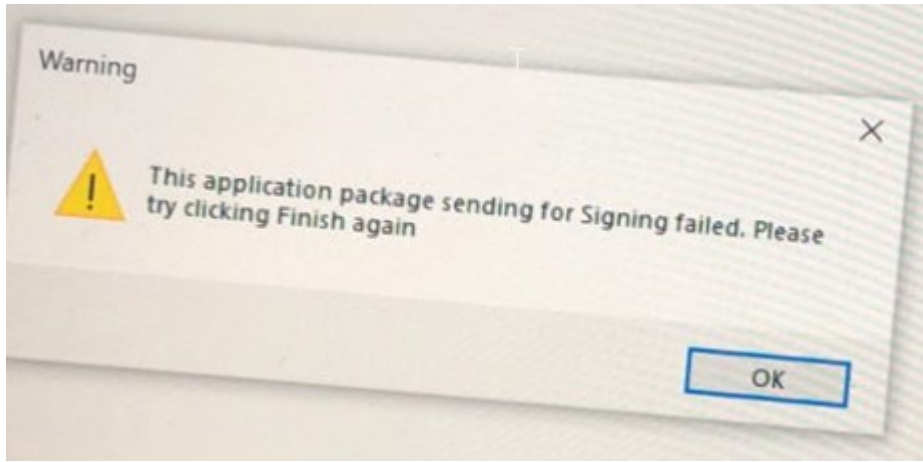 Warning
This application package sending for Signing failed. Please
try clicking Finish again
OK